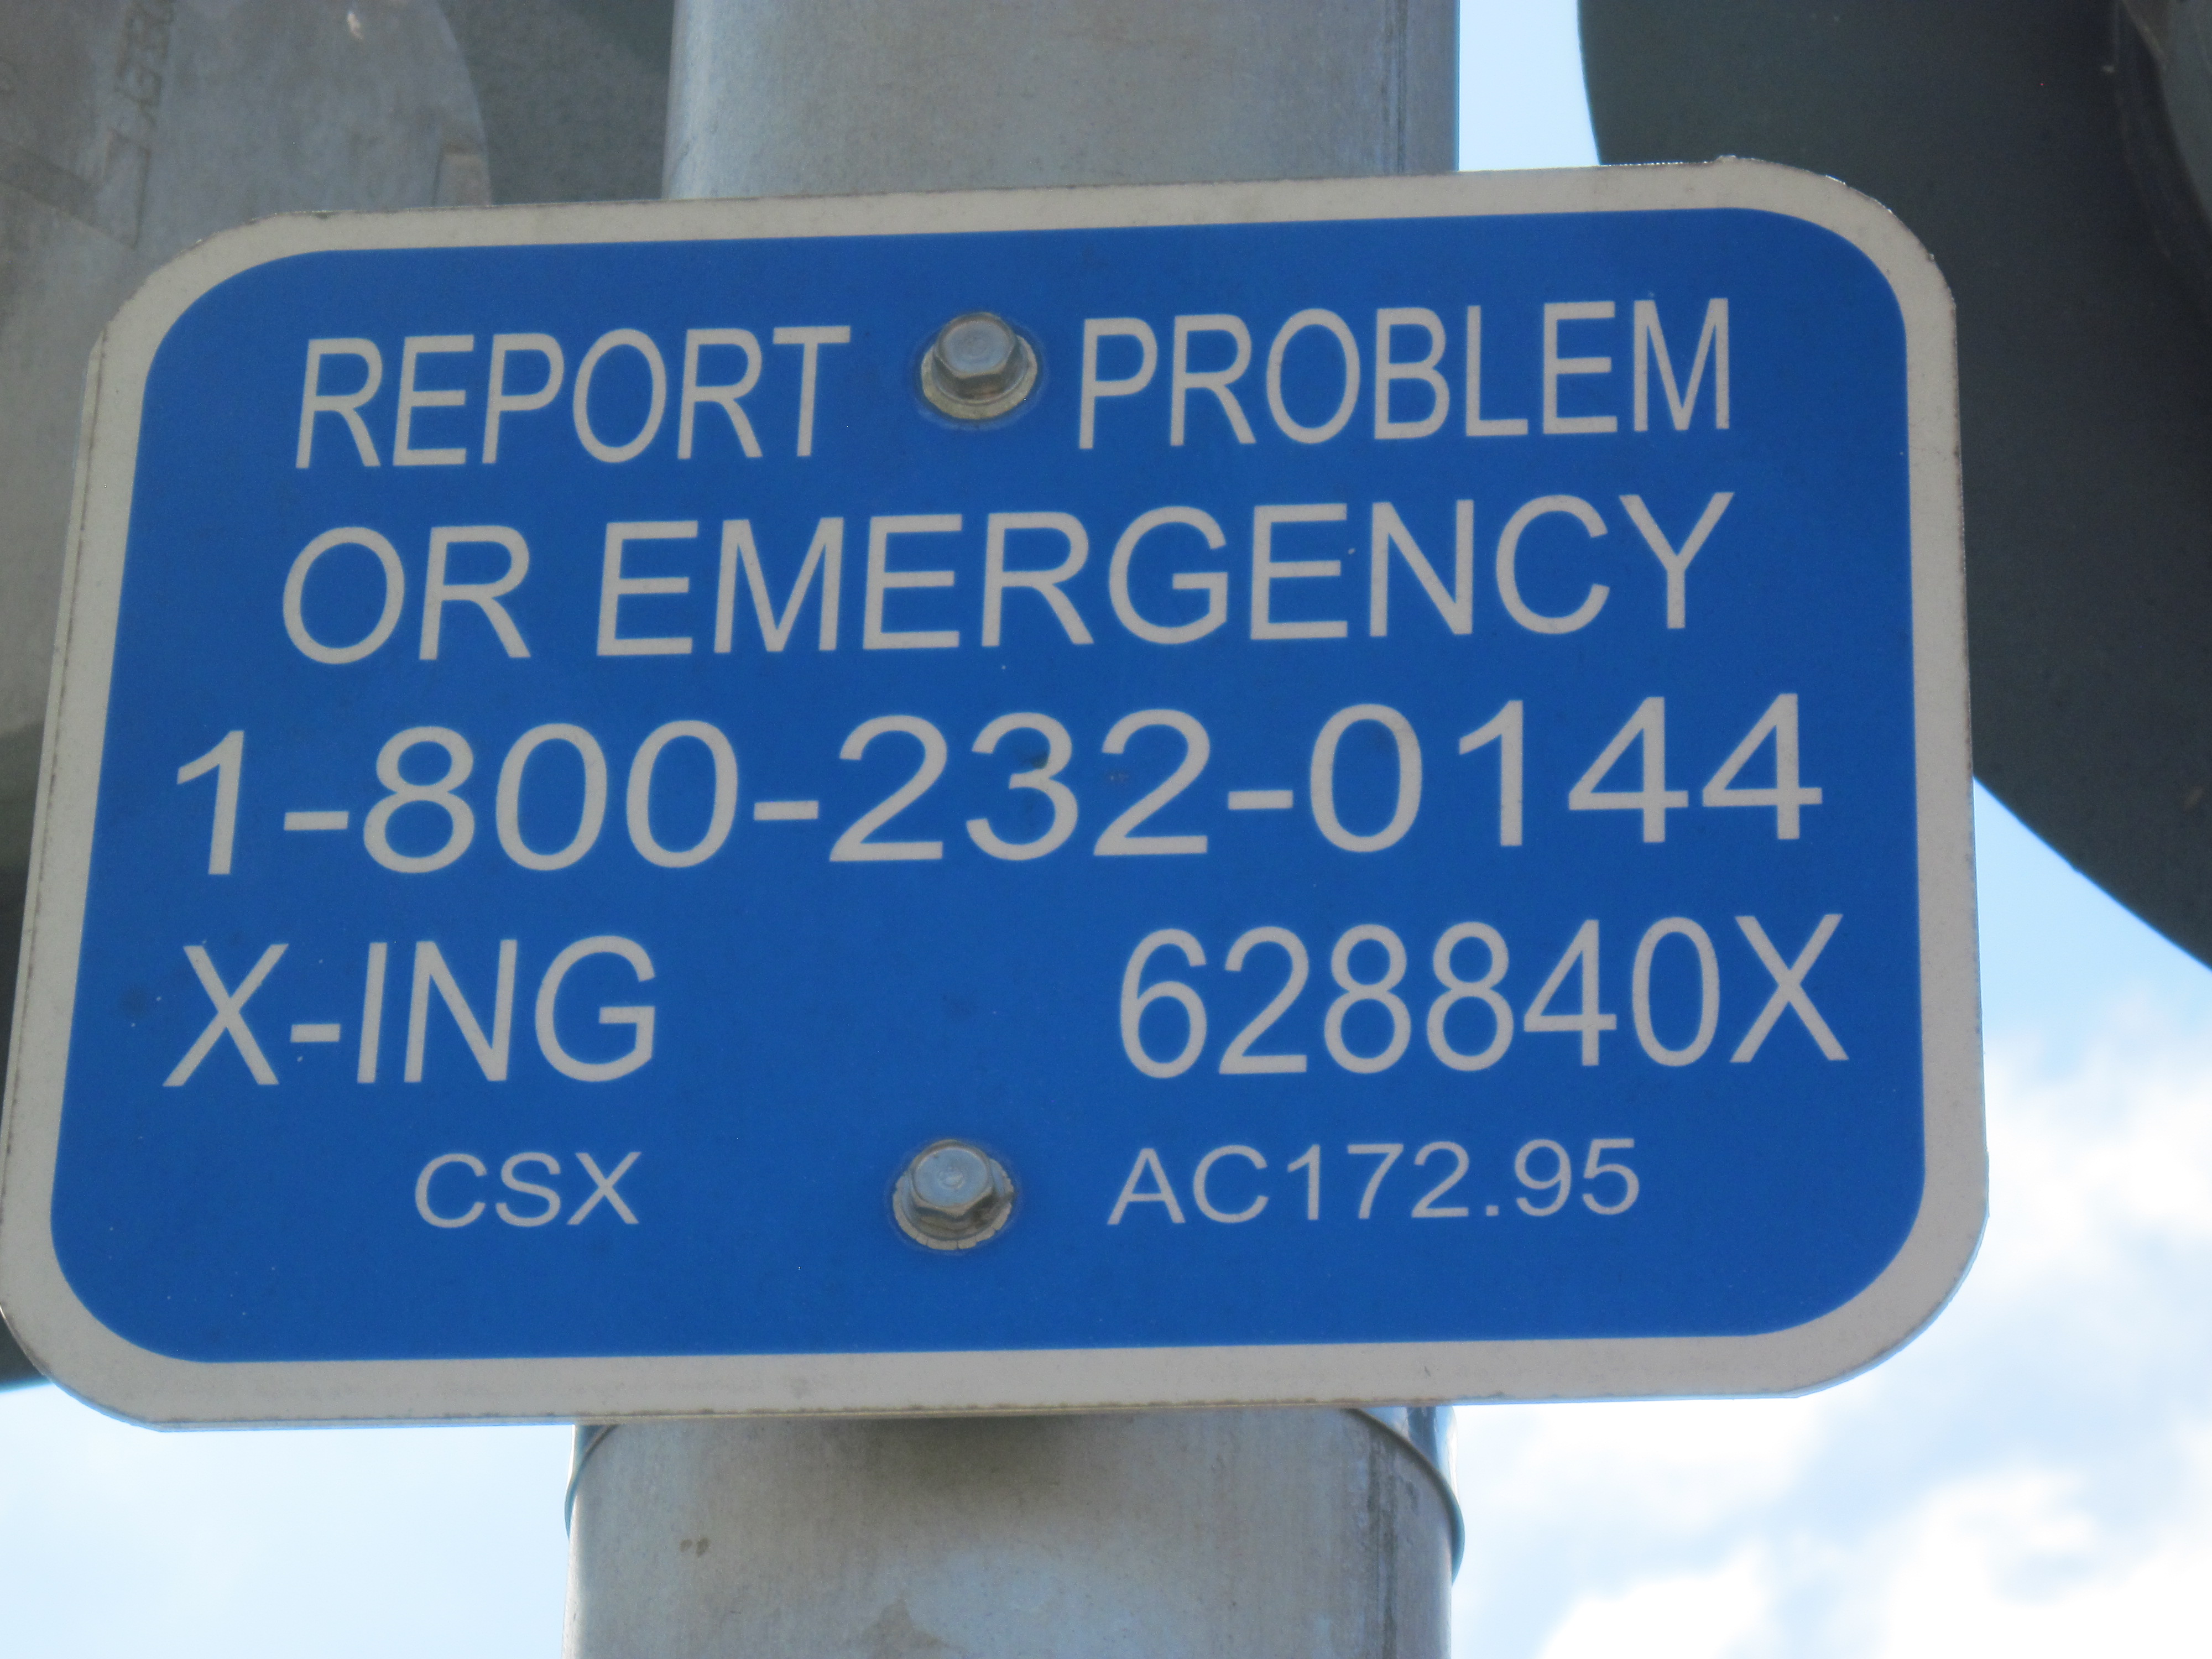 REPORT PROBLEM
OR EMERGENCY
1-800-232-0144
X-ING 628840X
CSX AC172.95